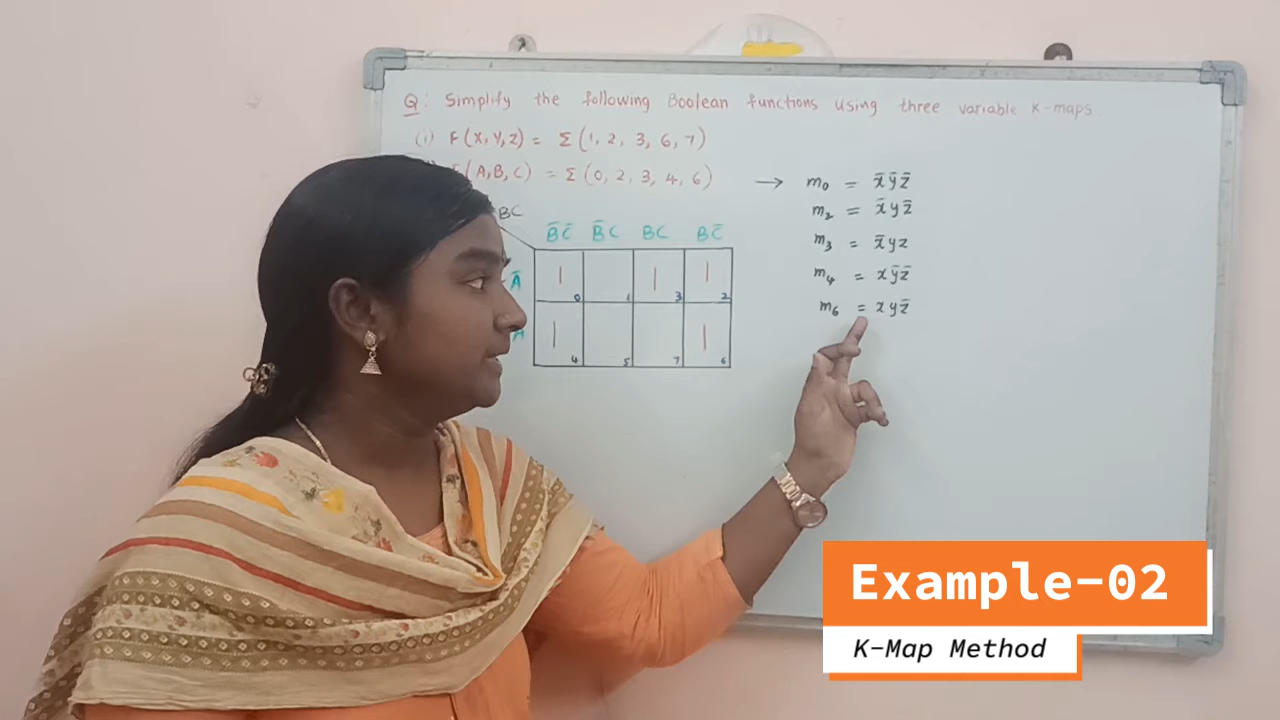 Q: Simplify the following Boolean functions using three variable K-maps.
(i) F(X,Y,Z) = Σ(1, 2, 3, 6, 7)
(A,B,C) = Σ(0, 2, 3, 4, 6)
→ m₀ = x̄ȳz̄
m₂ = x̄yz̄
m₃ = x̄yz
m₄ = xȳz̄
m₆ = xyz̄
BC
B̄C̄ B̄C BC BC̄
Ā 1 0 1 1 3 1 2
A 1 4 5 7 1 6
Example-02
K-Map Method